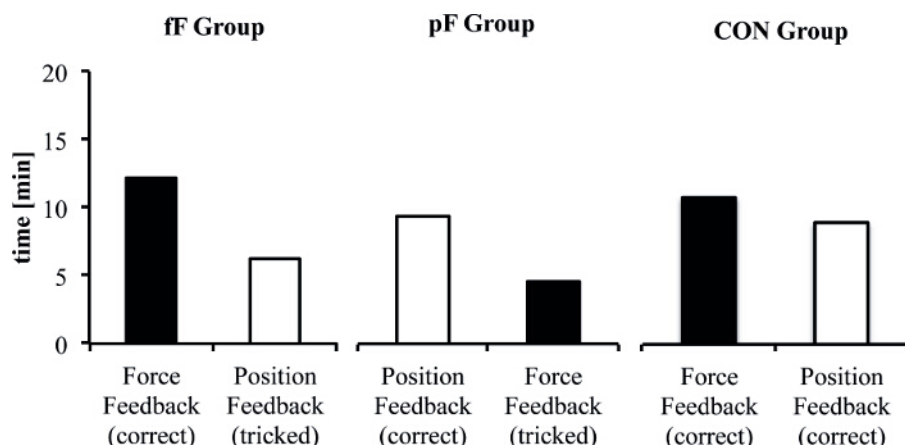 fF Group
pF Group
CON Group
time [min]
20
15
10
5
0
Force
Feedback
(correct)
Position
Feedback
(tricked)
Position
Feedback
(correct)
Force
Feedback
(tricked)
Force
Feedback
(correct)
Position
Feedback
(correct)